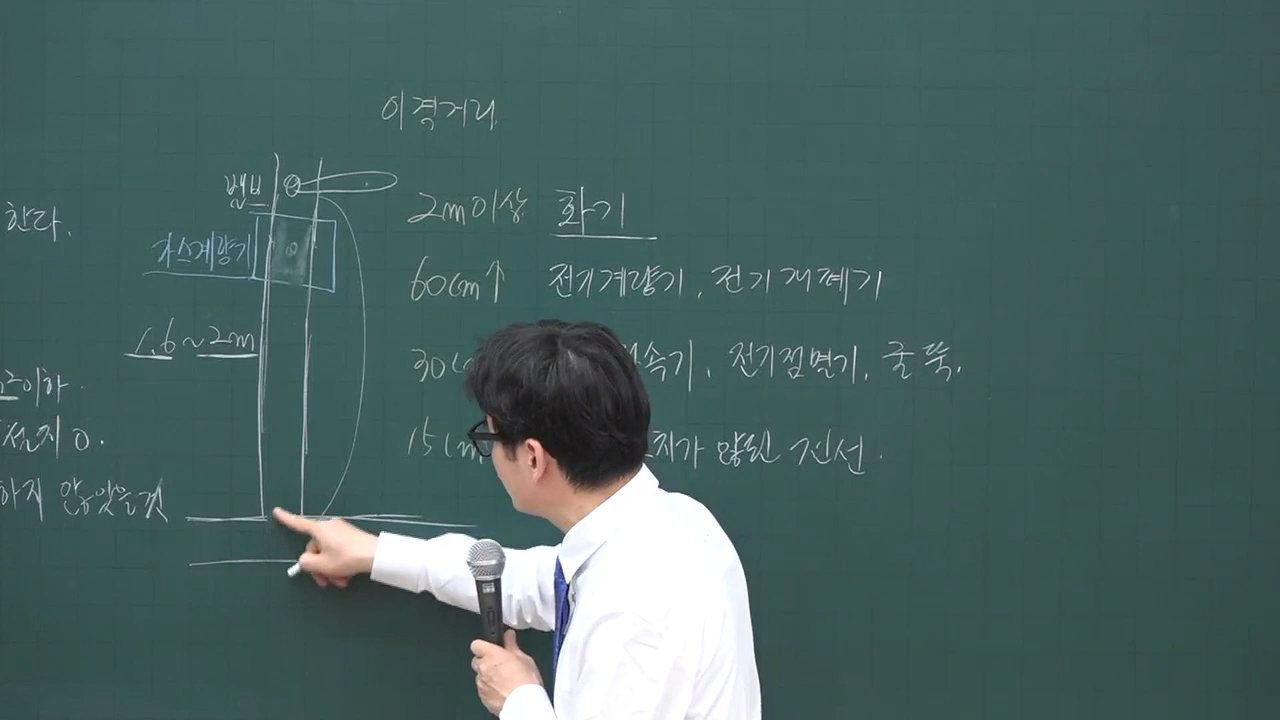 이격거리
밸브
2m이상 화기
한다.
가스계량기
60cm↑ 전기계량기, 전기개폐기
1.6~2m
30 속기, 전기점멸기, 굴뚝.
이하
15cm 치가 않된 전선.
설치 O.
하지 않았을것